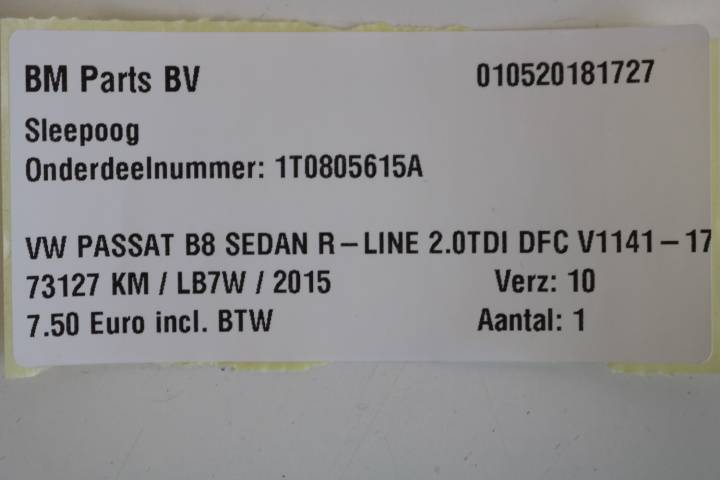 BM Parts BV 010520181727
Sleepoog
Onderdeelnummer: 1T0805615A
VW PASSAT B8 SEDAN R-LINE 2.0TDI DFC V1141-17
73127 KM / LB7W / 2015 Verz: 10
7.50 Euro incl. BTW Aantal: 1